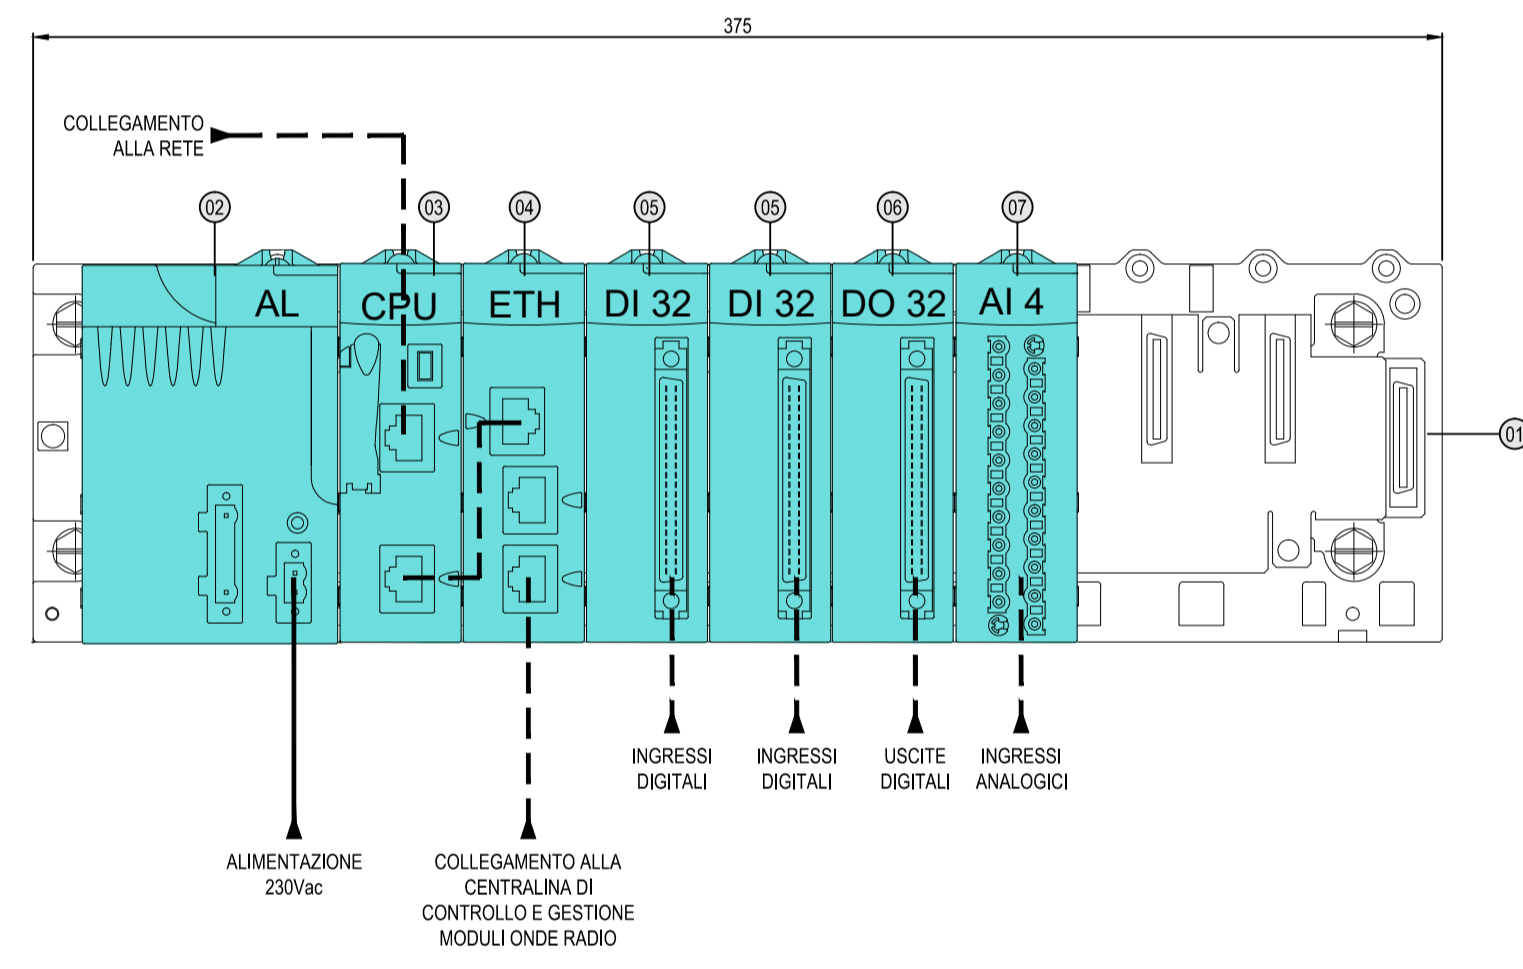 375
COLLEGAMENTO
ALLA RETE
02
03
04
05
05
06
07
AL
CPU
ETH
DI 32
DI 32
DO 32
AI 4
01
INGRESSI
DIGITALI
INGRESSI
DIGITALI
USCITE
DIGITALI
INGRESSI
ANALOGICI
ALIMENTAZIONE
230Vac
COLLEGAMENTO ALLA
CENTRALINA DI
CONTROLLO E GESTIONE
MODULI ONDE RADIO